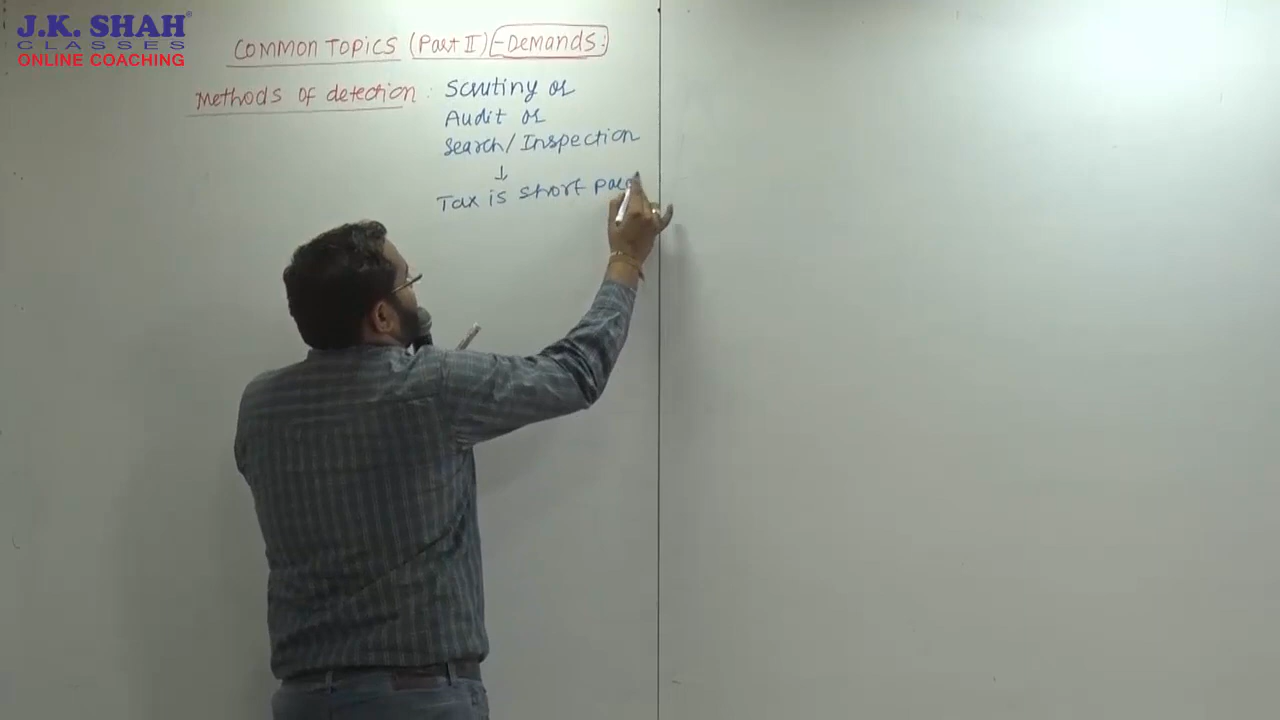 J.K. SHAH®
CLASSES
ONLINE COACHING
COMMON TOPICS (Part II) - Demands:
Methods of detection : Scrutiny or
Audit or
Search/Inspection
↓
Tax is short